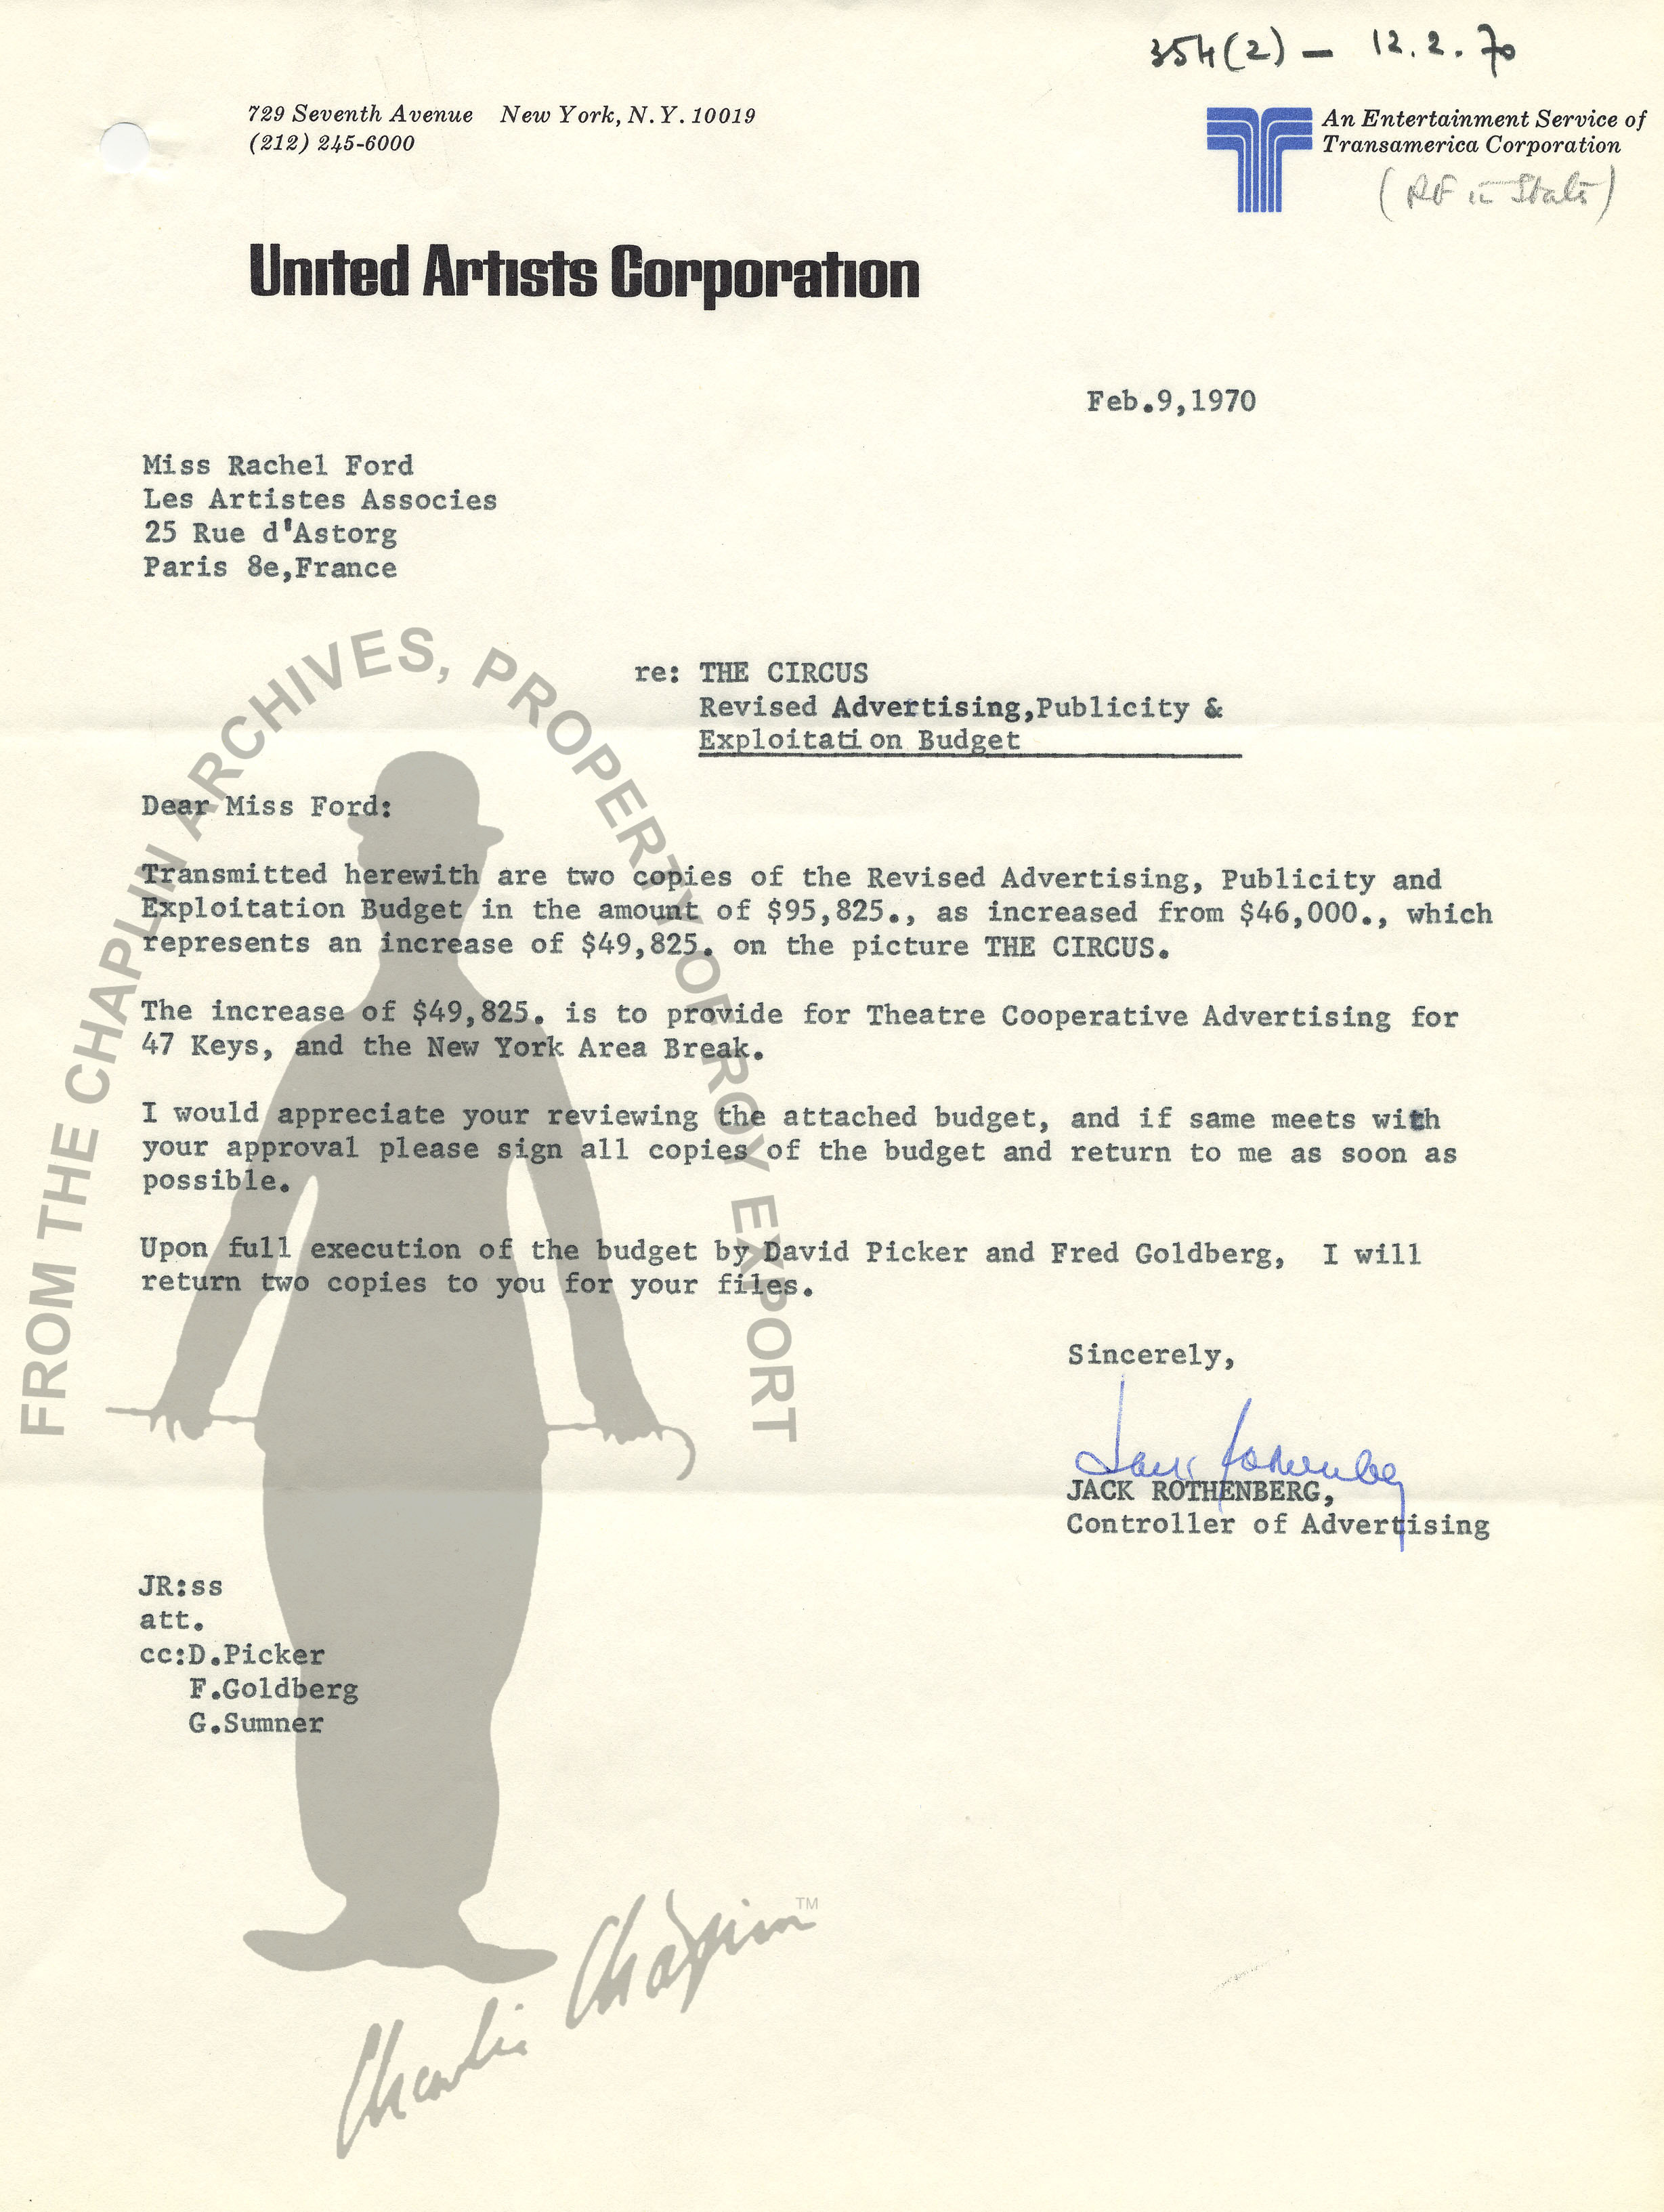 354(2) - 12.2.70
729 Seventh Avenue New York, N.Y. 10019
(212) 245-6000
An Entertainment Service of
Transamerica Corporation
(RF in States)
United Artists Corporation
Feb.9,1970
Miss Rachel Ford
Les Artistes Associes
25 Rue d'Astorg
Paris 8e,France
re: THE CIRCUS
Revised Advertising,Publicity &
Exploitation Budget
Dear Miss Ford:
Transmitted herewith are two copies of the Revised Advertising, Publicity and
Exploitation Budget in the amount of $95,825., as increased from $46,000., which
represents an increase of $49,825. on the picture THE CIRCUS.
The increase of $49,825. is to provide for Theatre Cooperative Advertising for
47 Keys, and the New York Area Break.
I would appreciate your reviewing the attached budget, and if same meets with
your approval please sign all copies of the budget and return to me as soon as
possible.
Upon full execution of the budget by David Picker and Fred Goldberg, I will
return two copies to you for your files.
Sincerely,
Jack Rothenberg
JACK ROTHENBERG,
Controller of Advertising
JR:ss
att.
cc:D.Picker
F.Goldberg
G.Sumner
FROM THE CHAPLIN ARCHIVES, PROPERTY OF ROY EXPORT
Charlie Chaplin™